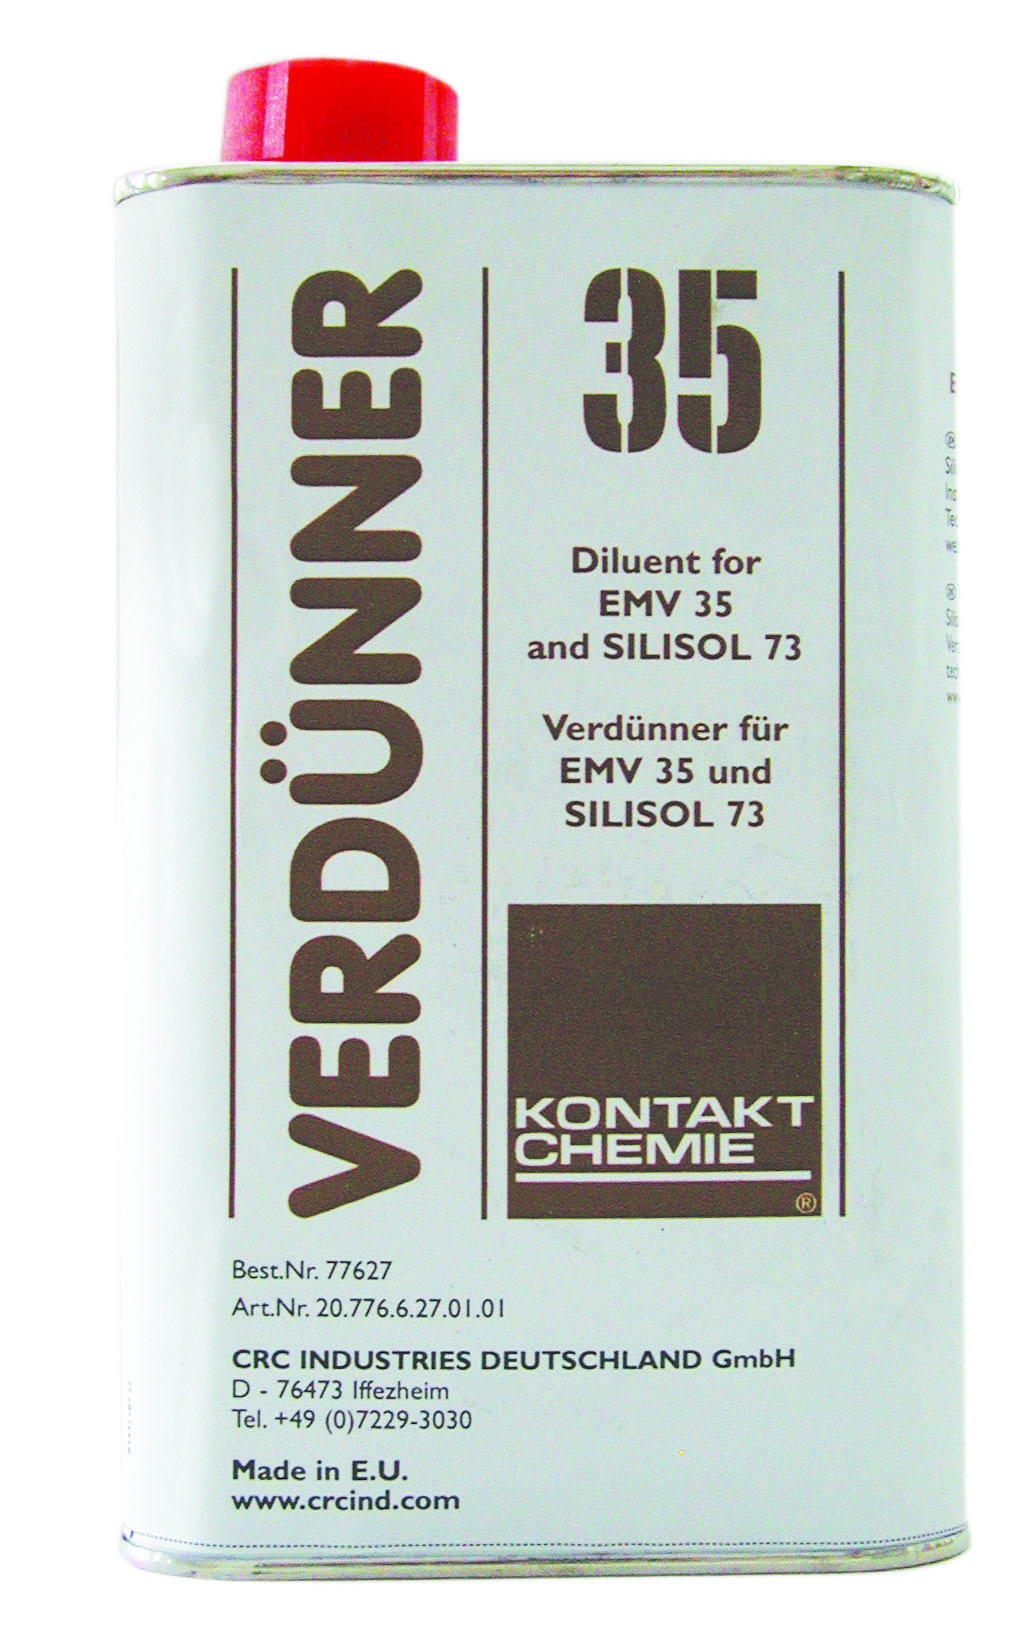 VERDÜNNER
35
Diluent for
EMV 35
and SILISOL 73
Verdünner für
EMV 35 und
SILISOL 73
KONTAKT
CHEMIE
®
Best.Nr. 77627
Art.Nr. 20.776.6.27.01.01
CRC INDUSTRIES DEUTSCHLAND GmbH
D - 76473 Iffezheim
Tel. +49 (0)7229-3030
Made in E.U.
www.crcind.com